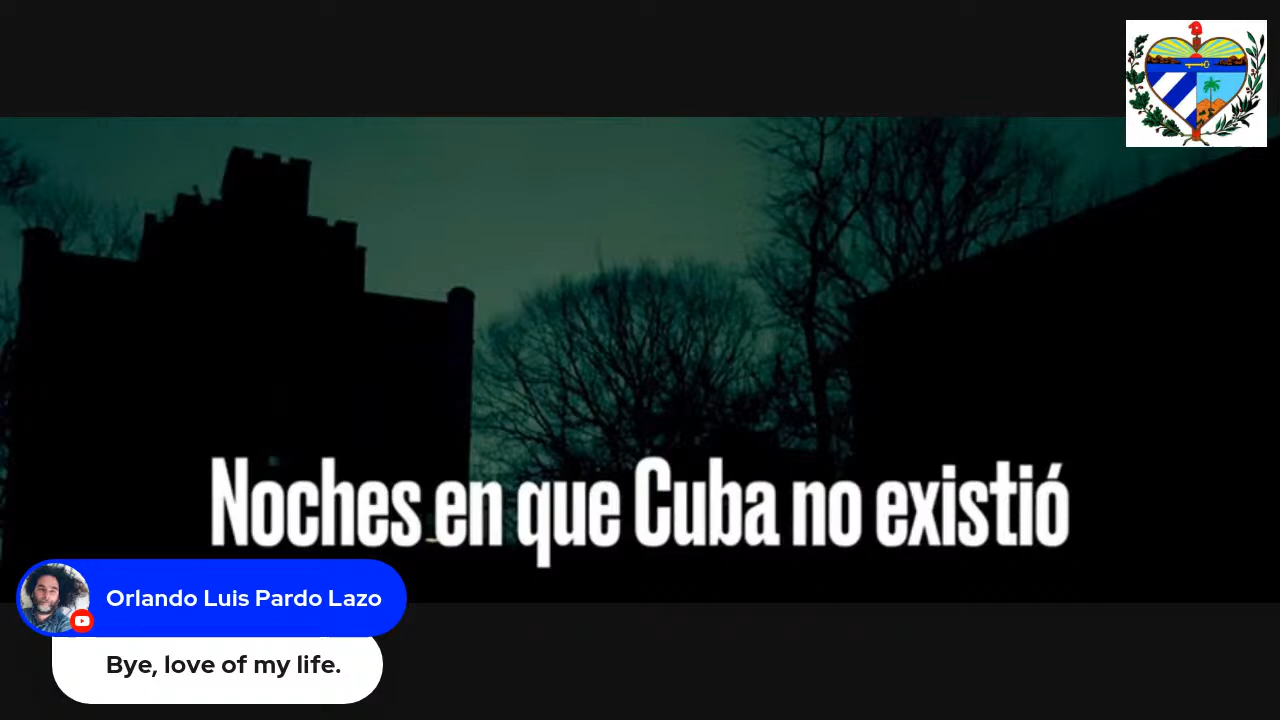 Noches en que Cuba no existió
Orlando Luis Pardo Lazo
Bye, love of my life.